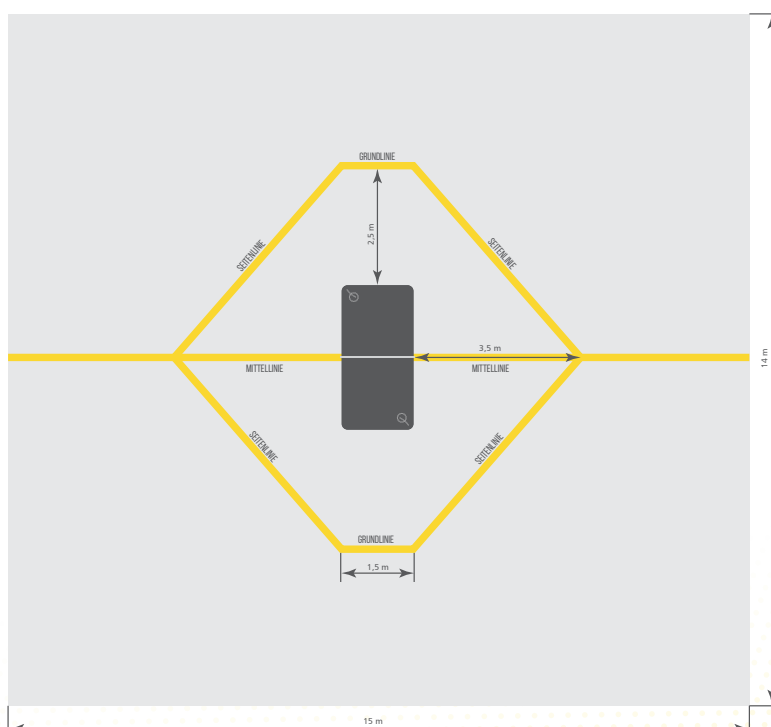 GRUNDLINIE
2,5 m
SEITENLINIE
SEITENLINIE
3,5 m
14 m
MITTELLINIE
MITTELLINIE
SEITENLINIE
SEITENLINIE
GRUNDLINIE
1,5 m
15 m